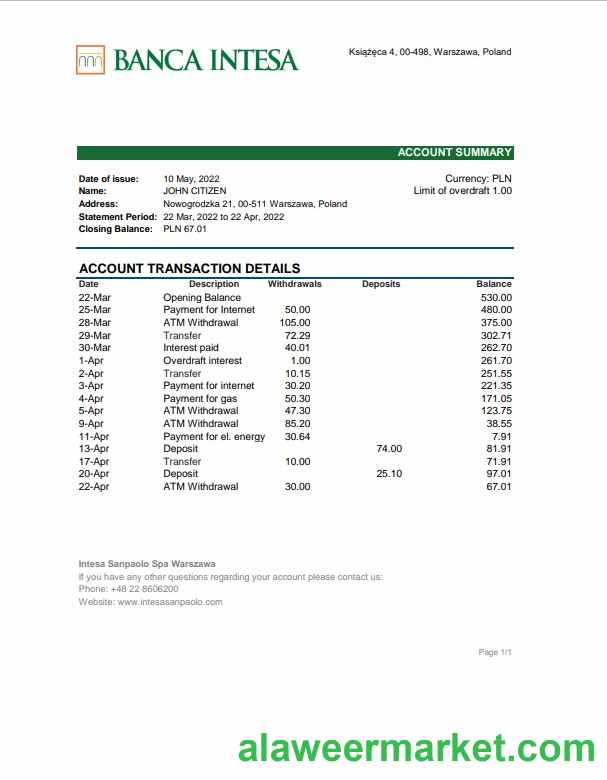 BANCA INTESA
Książęca 4, 00-498, Warszawa, Poland
ACCOUNT SUMMARY
Date of issue: 10 May, 2022 Currency: PLN
Name: JOHN CITIZEN Limit of overdraft 1.00
Address: Nowogrodzka 21, 00-511 Warszawa, Poland
Statement Period: 22 Mar, 2022 to 22 Apr, 2022
Closing Balance: PLN 67.01
ACCOUNT TRANSACTION DETAILS
Date Description Withdrawals Deposits Balance
22-Mar Opening Balance 530.00
25-Mar Payment for Internet 50.00 480.00
28-Mar ATM Withdrawal 105.00 375.00
29-Mar Transfer 72.29 302.71
30-Mar Interest paid 40.01 262.70
1-Apr Overdraft interest 1.00 261.70
2-Apr Transfer 10.15 251.55
3-Apr Payment for internet 30.20 221.35
4-Apr Payment for gas 50.30 171.05
5-Apr ATM Withdrawal 47.30 123.75
9-Apr ATM Withdrawal 85.20 38.55
11-Apr Payment for el. energy 30.64 7.91
13-Apr Deposit 74.00 81.91
17-Apr Transfer 10.00 71.91
20-Apr Deposit 25.10 97.01
22-Apr ATM Withdrawal 30.00 67.01
Intesa Sanpaolo Spa Warszawa
If you have any other questions regarding your account please contact us:
Phone: +48 22 8606200
Website: www.intesasanpaolo.com
Page 1/1
alaweermarket.com